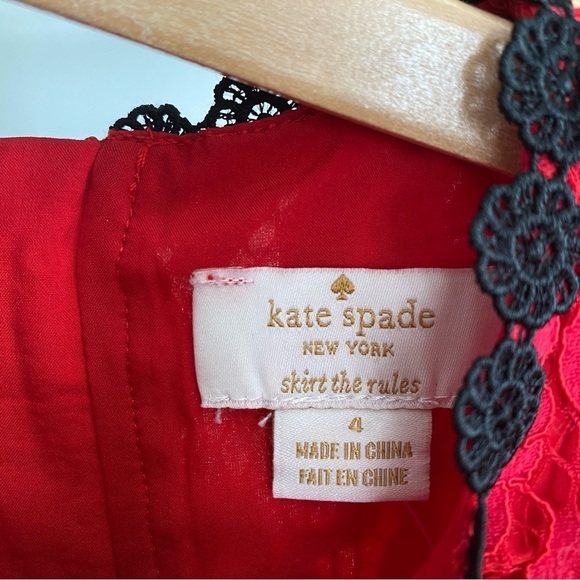 kate spade
NEW YORK
skirt the rules
4
MADE IN CHINA
FAIT EN CHINE